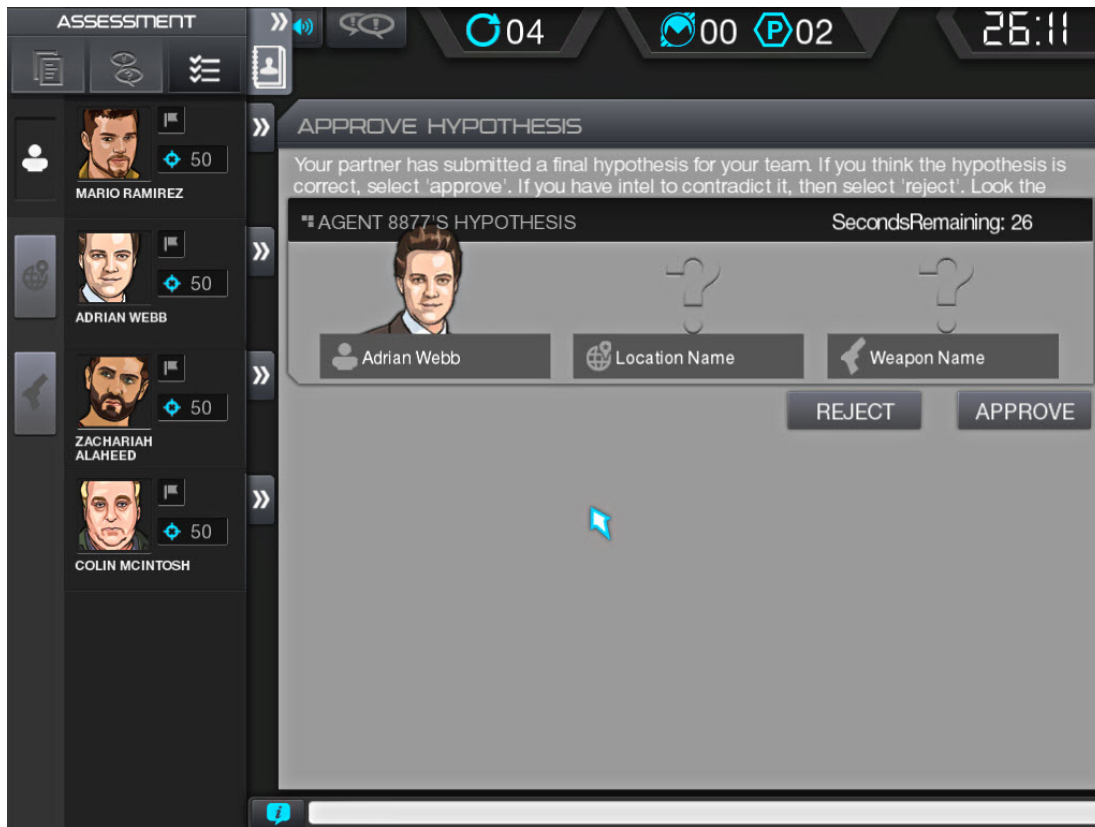 ASSESSMENT
04
00
P
02
26:11
MARIO RAMIREZ
50
ADRIAN WEBB
50
ZACHARIAH
ALAHEED
50
COLIN MCINTOSH
50
APPROVE HYPOTHESIS
Your partner has submitted a final hypothesis for your team. If you think the hypothesis is
correct, select 'approve'. If you have intel to contradict it, then select 'reject'. Look the
AGENT 8877'S HYPOTHESIS
SecondsRemaining: 26
Adrian Webb
Location Name
Weapon Name
REJECT
APPROVE